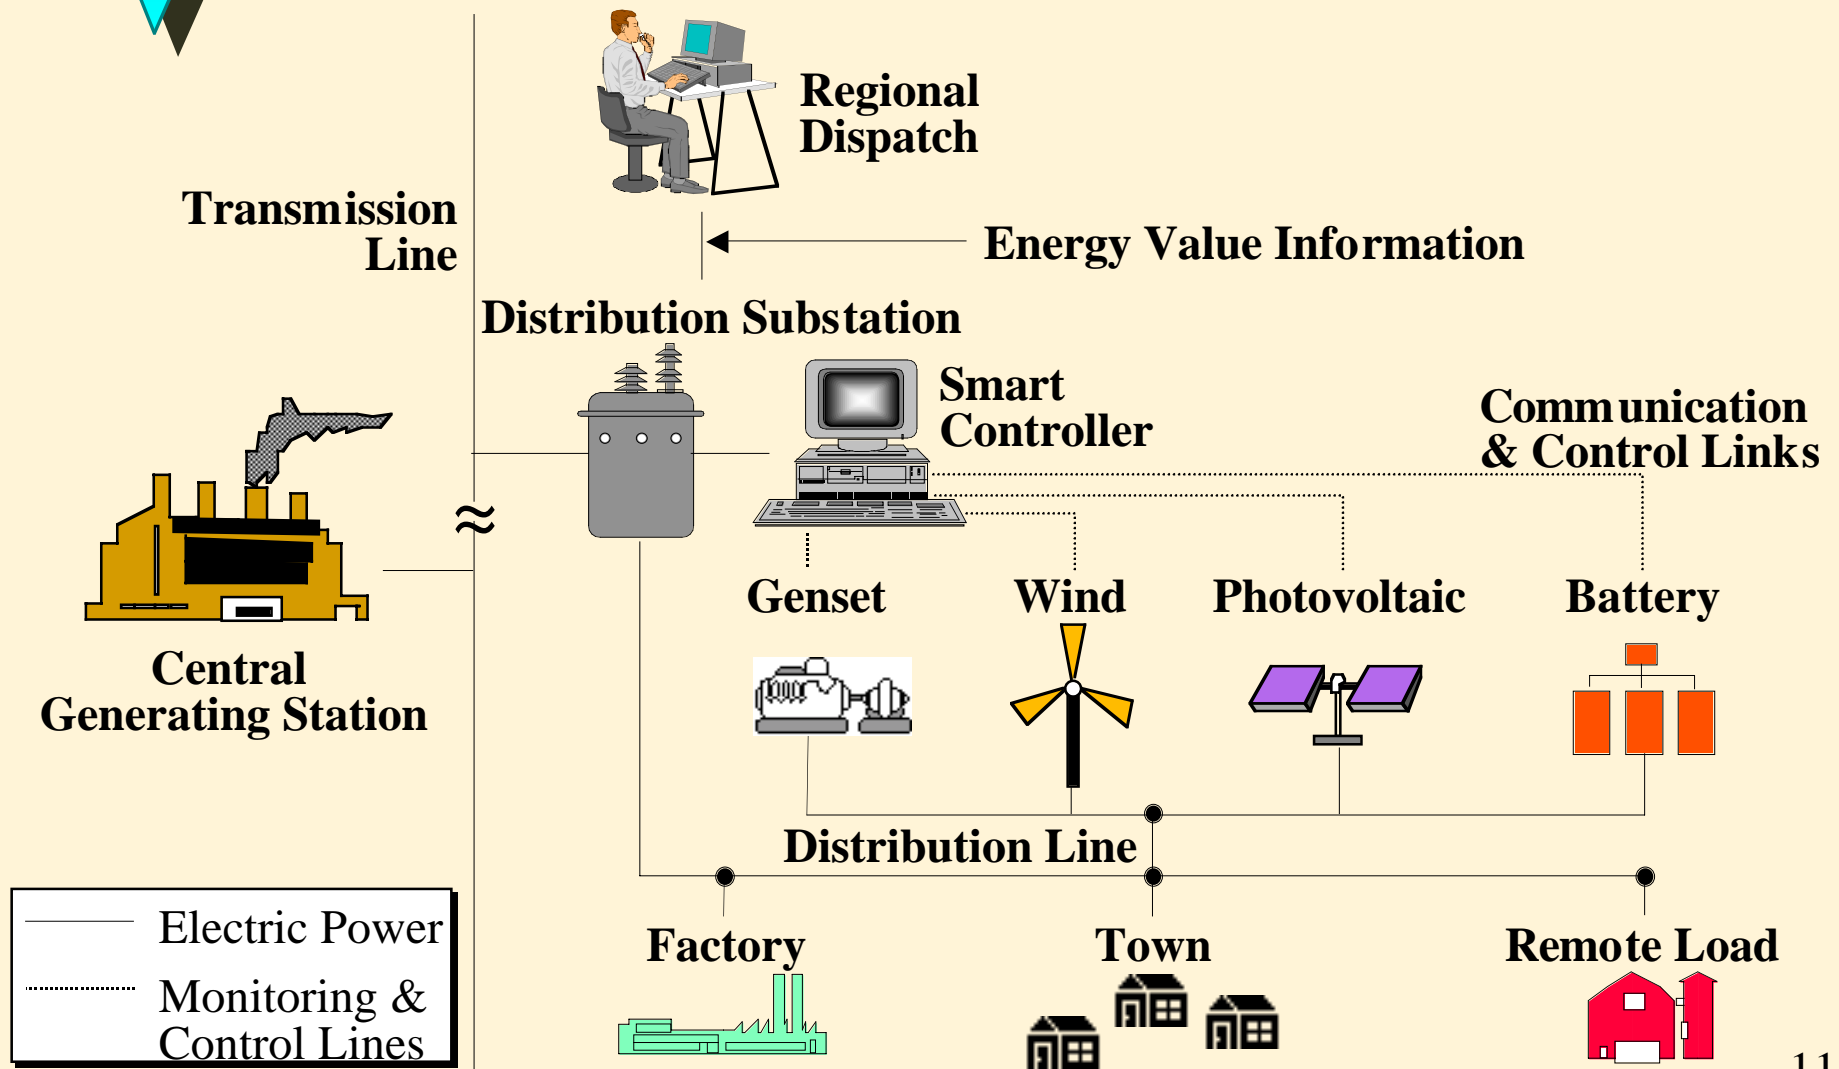 Regional
Dispatch
Transmission
Line
Energy Value Information
Distribution Substation
Smart
Controller
Communication
& Control Links
≈
Genset
Wind
Photovoltaic
Battery
Central
Generating Station
Distribution Line
Electric Power
Monitoring &
Control Lines
Factory
Town
Remote Load
11